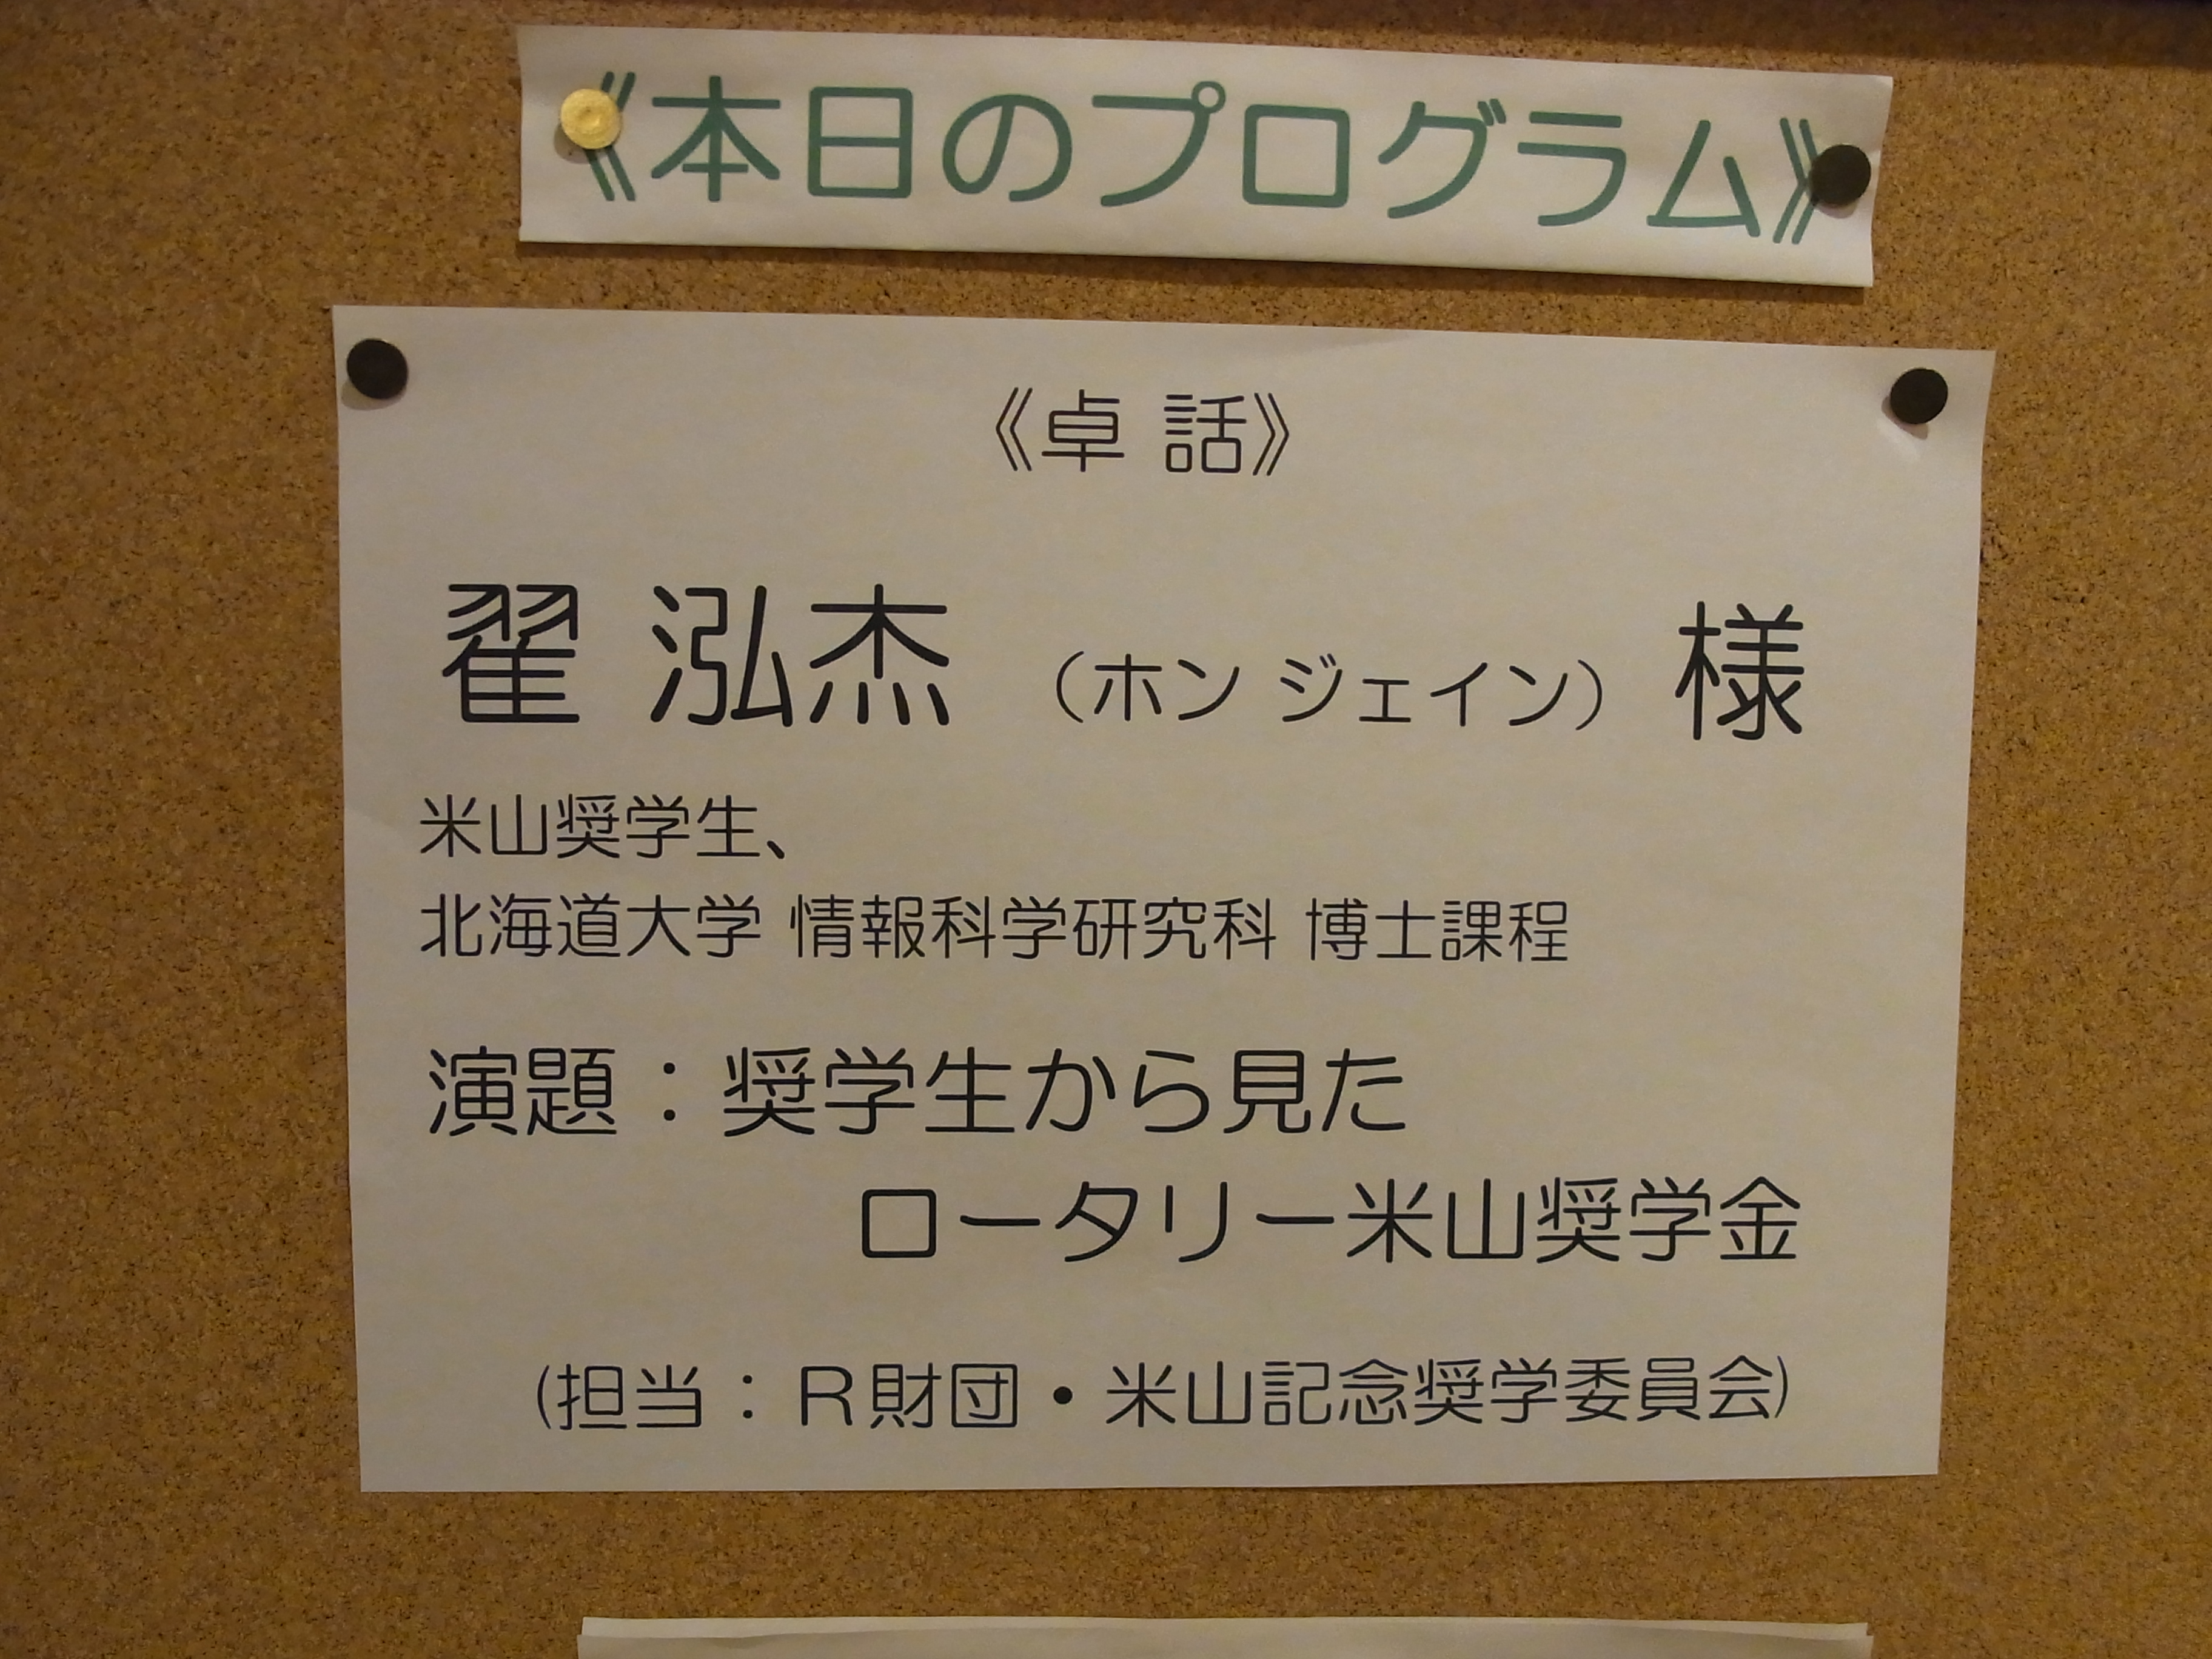 《本日のプログラム》
《卓 話》
翟 泓杰 （ホン ジェイン） 様
米山奨学生、
北海道大学 情報科学研究科 博士課程
演題：奨学生から見た
ロータリー米山奨学金
(担当：R財団・米山記念奨学委員会)